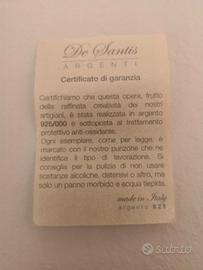 De Santis
ARGENTI
Certificato di garanzia
Certifichiamo che questa opera, frutto
della raffinata creatività dei nostri
artigiani, è stata realizzata in argento
925/000 e sottoposta al trattamento
protettivo anti-ossidante.
Ogni esemplare, come per legge, è
marcato con il nostro punzone che ne
identifica il tipo di lavorazione. Si
consiglia per la pulizia di non usare
sostanze alcoliche, detersivi o altro, ma
solo un panno morbido e acqua tiepida.
made in Italy
argento 925
subito